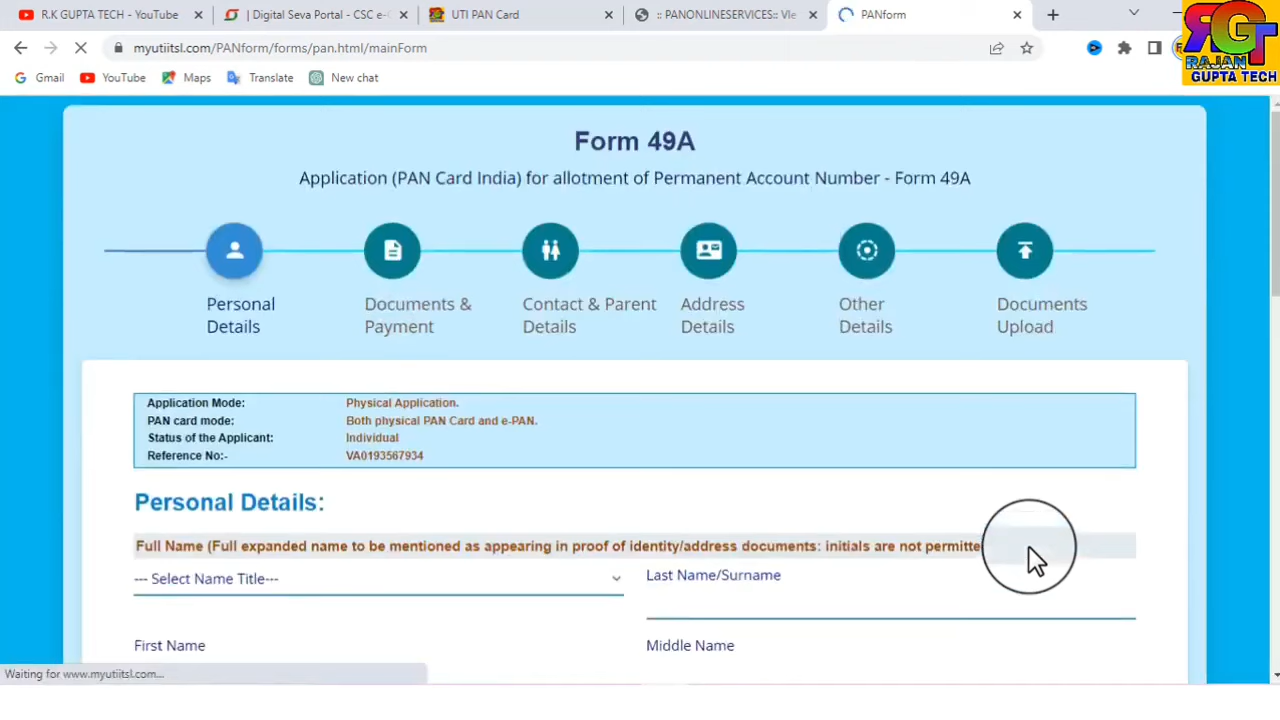 R.K GUPTA TECH - YouTube
| Digital Seva Portal - CSC e-G
UTI PAN Card
:: PANONLINESERVICES:: Vie
PANform
myutiitsl.com/PANform/forms/pan.html/mainForm
Gmail
YouTube
Maps
Translate
New chat
RGT
RAJAN
GUPTA TECH
Form 49A
Application (PAN Card India) for allotment of Permanent Account Number - Form 49A
Personal Details
Documents & Payment
Contact & Parent Details
Address Details
Other Details
Documents Upload
Application Mode: Physical Application.
PAN card mode: Both physical PAN Card and e-PAN.
Status of the Applicant: Individual
Reference No:- VA0193567934
Personal Details:
Full Name (Full expanded name to be mentioned as appearing in proof of identity/address documents: initials are not permitte
--- Select Name Title---
Last Name/Surname
First Name
Middle Name
Waiting for www.myutiitsl.com...